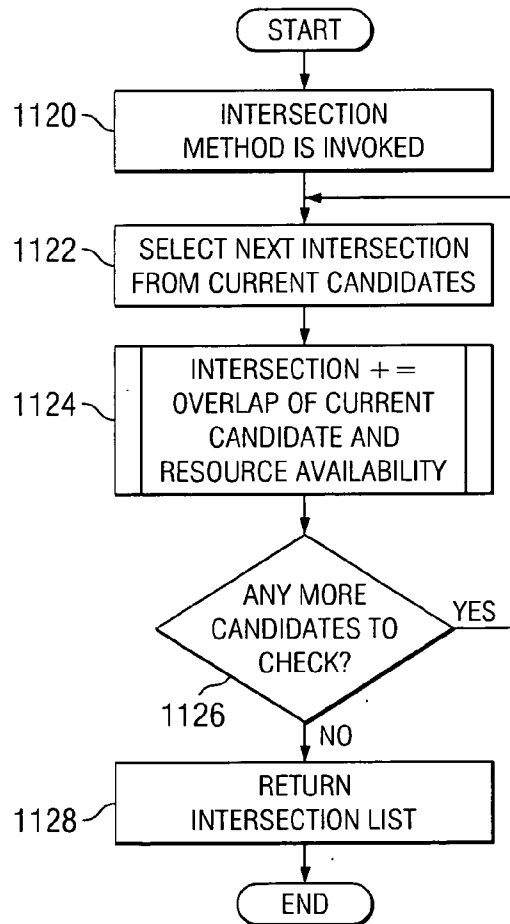 START
1120
INTERSECTION
METHOD IS INVOKED
1122
SELECT NEXT INTERSECTION
FROM CURRENT CANDIDATES
1124
INTERSECTION + =
OVERLAP OF CURRENT
CANDIDATE AND
RESOURCE AVAILABILITY
ANY MORE
CANDIDATES TO
CHECK?
YES
1126
NO
1128
RETURN
INTERSECTION LIST
END